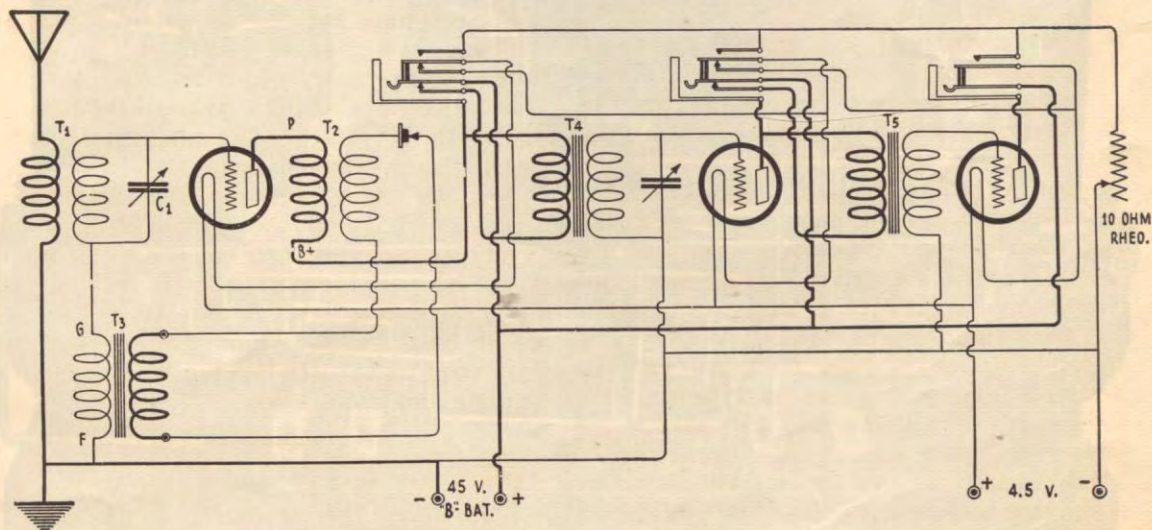 T1
C1
P
T2
B+
G
T3
F
T4
T5
10 OHM
RHEO.
- 45 V. +
"B" BAT.
+ 4.5 V. -